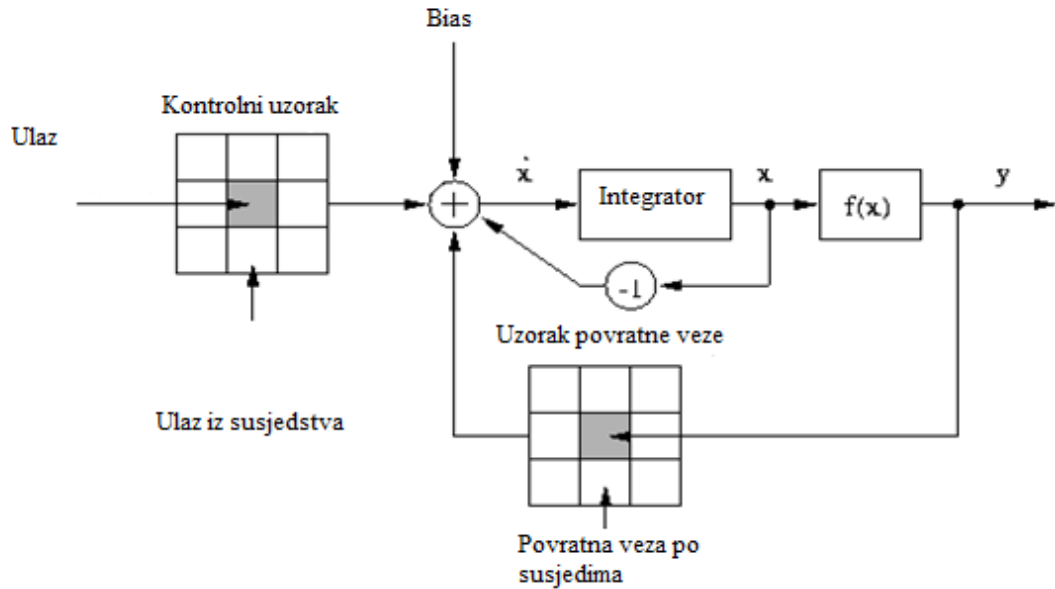 Bias
Kontrolni uzorak
Ulaz
ẋ
Integrator
x
f(x)
y
+
-1
Uzorak povratne veze
Ulaz iz susjedstva
Povratna veza po
susjedima